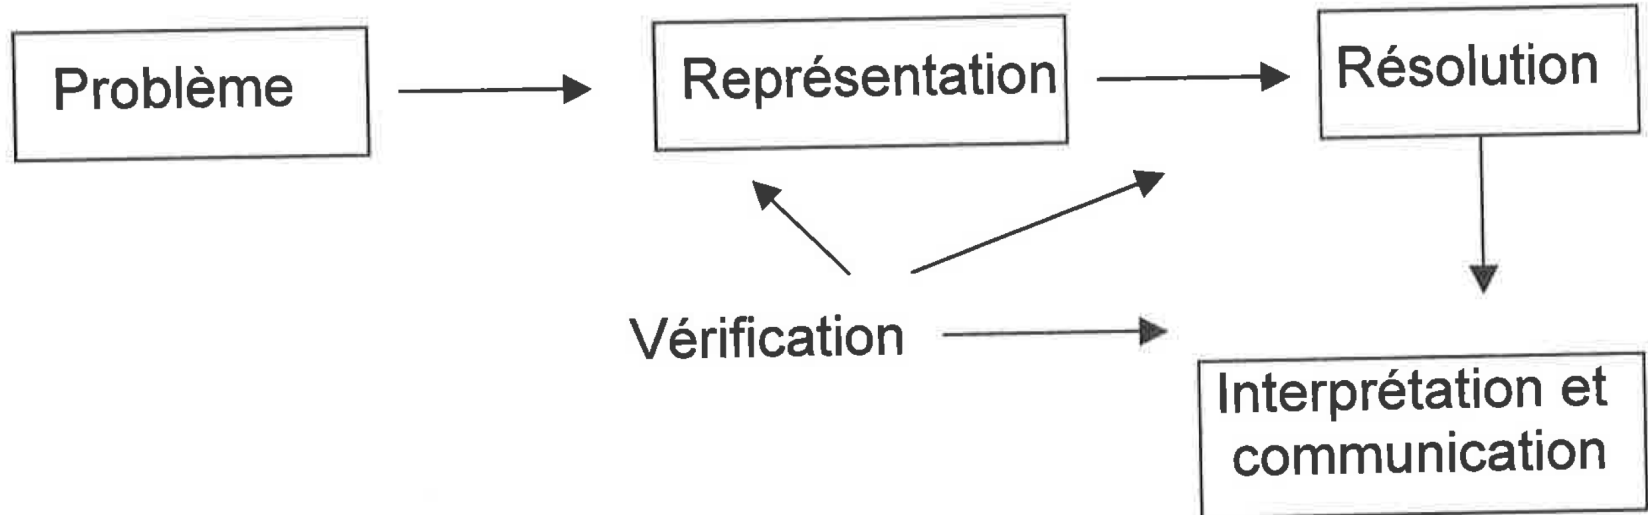 Problème
Représentation
Résolution
Vérification
Interprétation et
communication